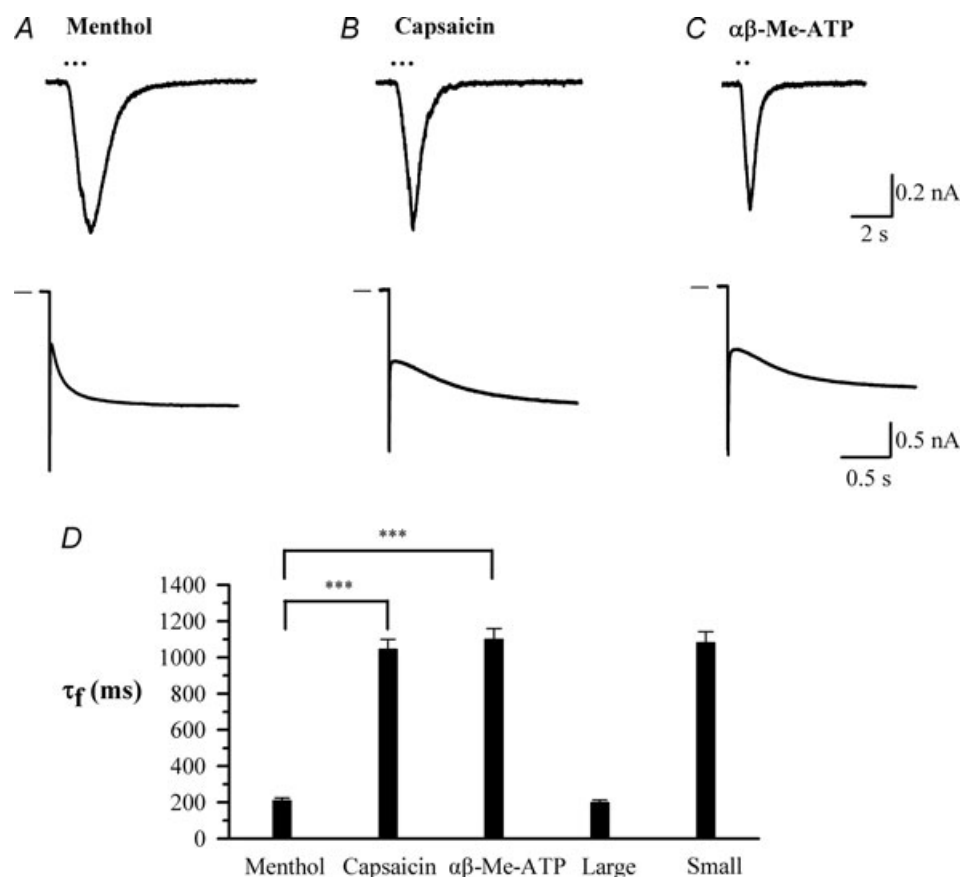 A Menthol
B Capsaicin
C αβ-Me-ATP
0.2 nA
2 s
0.5 nA
0.5 s
D
***
***
1400
1200
1000
800
600
400
200
0
τf (ms)
Menthol Capsaicin αβ-Me-ATP Large Small